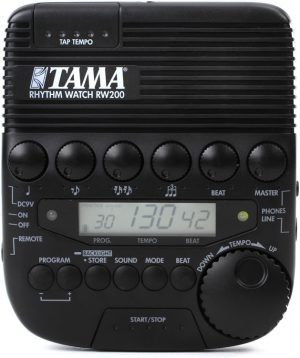 TAP TEMPO
TAMA
RHYTHM WATCH RW200
BEAT MASTER
DC9V
ON
OFF
PHONES
LINE
REMOTE
30 130 42
PROG. TEMPO BEAT
DOWN TEMPO UP
BACKLIGHT
PROGRAM + STORE SOUND MODE BEAT
START/STOP